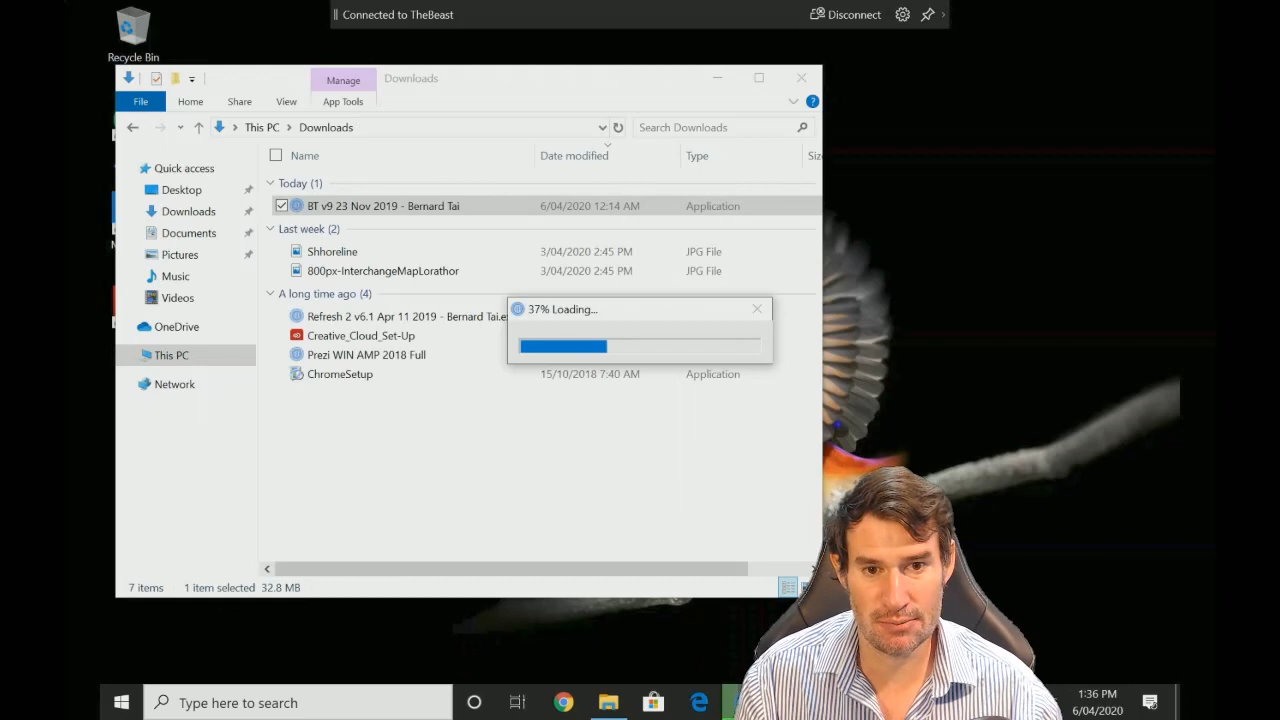 Connected to TheBeast
Disconnect
Recycle Bin
Manage
Downloads
File
Home
Share
View
App Tools
This PC
Downloads
Search Downloads
Name
Date modified
Type
Quick access
Desktop
Downloads
Documents
Pictures
Music
Videos
OneDrive
This PC
Network
Today (1)
BT v9 23 Nov 2019 - Bernard Tai
6/04/2020 12:14 AM
Application
Last week (2)
Shhoreline
3/04/2020 2:45 PM
JPG File
800px-InterchangeMapLorathor
3/04/2020 2:45 PM
JPG File
A long time ago (4)
Refresh 2 v6.1 Apr 11 2019 - Bernard Tai.e
Creative_Cloud_Set-Up
Prezi WIN AMP 2018 Full
ChromeSetup
15/10/2018 7:40 AM
Application
37% Loading...
7 items
1 item selected
32.8 MB
Type here to search
1:36 PM
6/04/2020